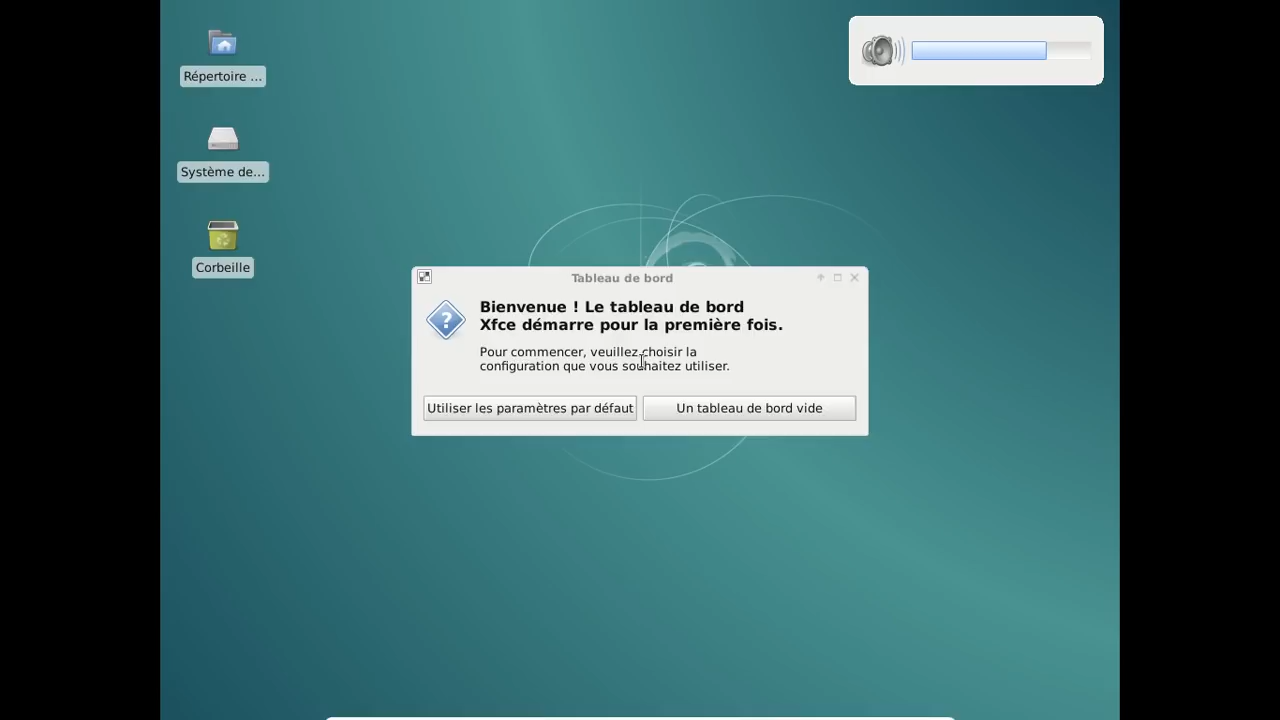 Répertoire ...
Système de...
Corbeille
Tableau de bord
Bienvenue ! Le tableau de bord
Xfce démarre pour la première fois.
Pour commencer, veuillez choisir la
configuration que vous souhaitez utiliser.
Utiliser les paramètres par défaut
Un tableau de bord vide